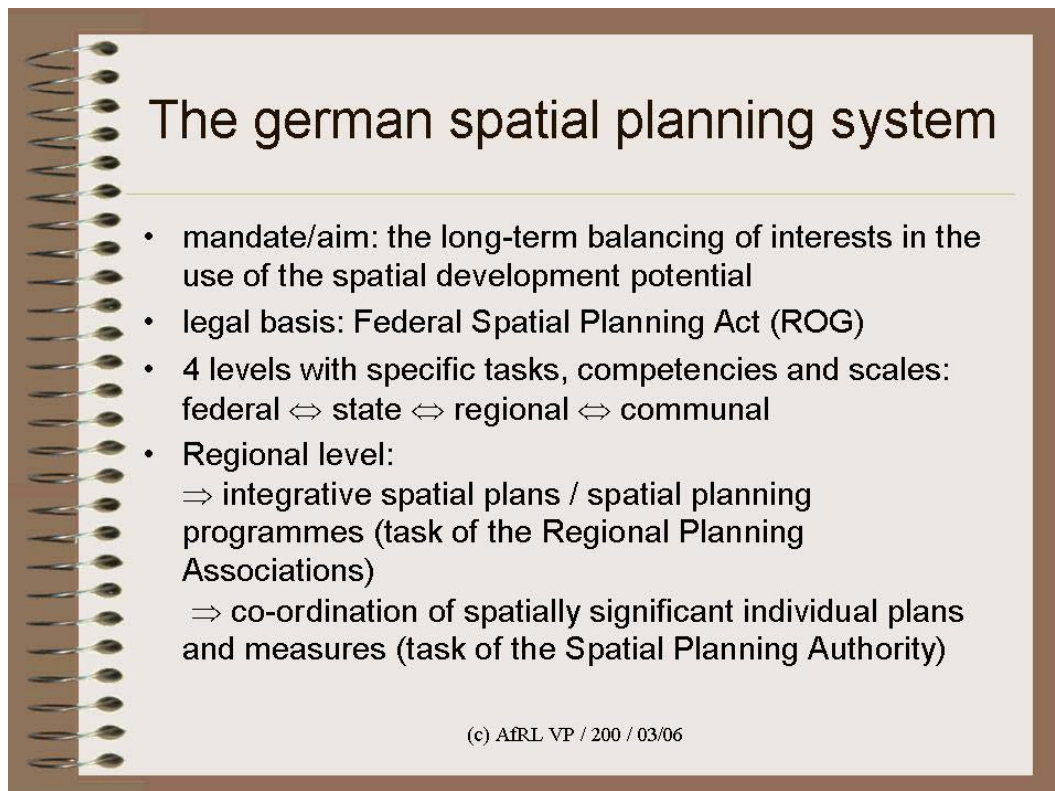 The german spatial planning system
• mandate/aim: the long-term balancing of interests in the
use of the spatial development potential
• legal basis: Federal Spatial Planning Act (ROG)
• 4 levels with specific tasks, competencies and scales:
federal ⇔ state ⇔ regional ⇔ communal
• Regional level:
⇒ integrative spatial plans / spatial planning
programmes (task of the Regional Planning
Associations)
⇒ co-ordination of spatially significant individual plans
and measures (task of the Spatial Planning Authority)
(c) AfRL VP / 200 / 03/06